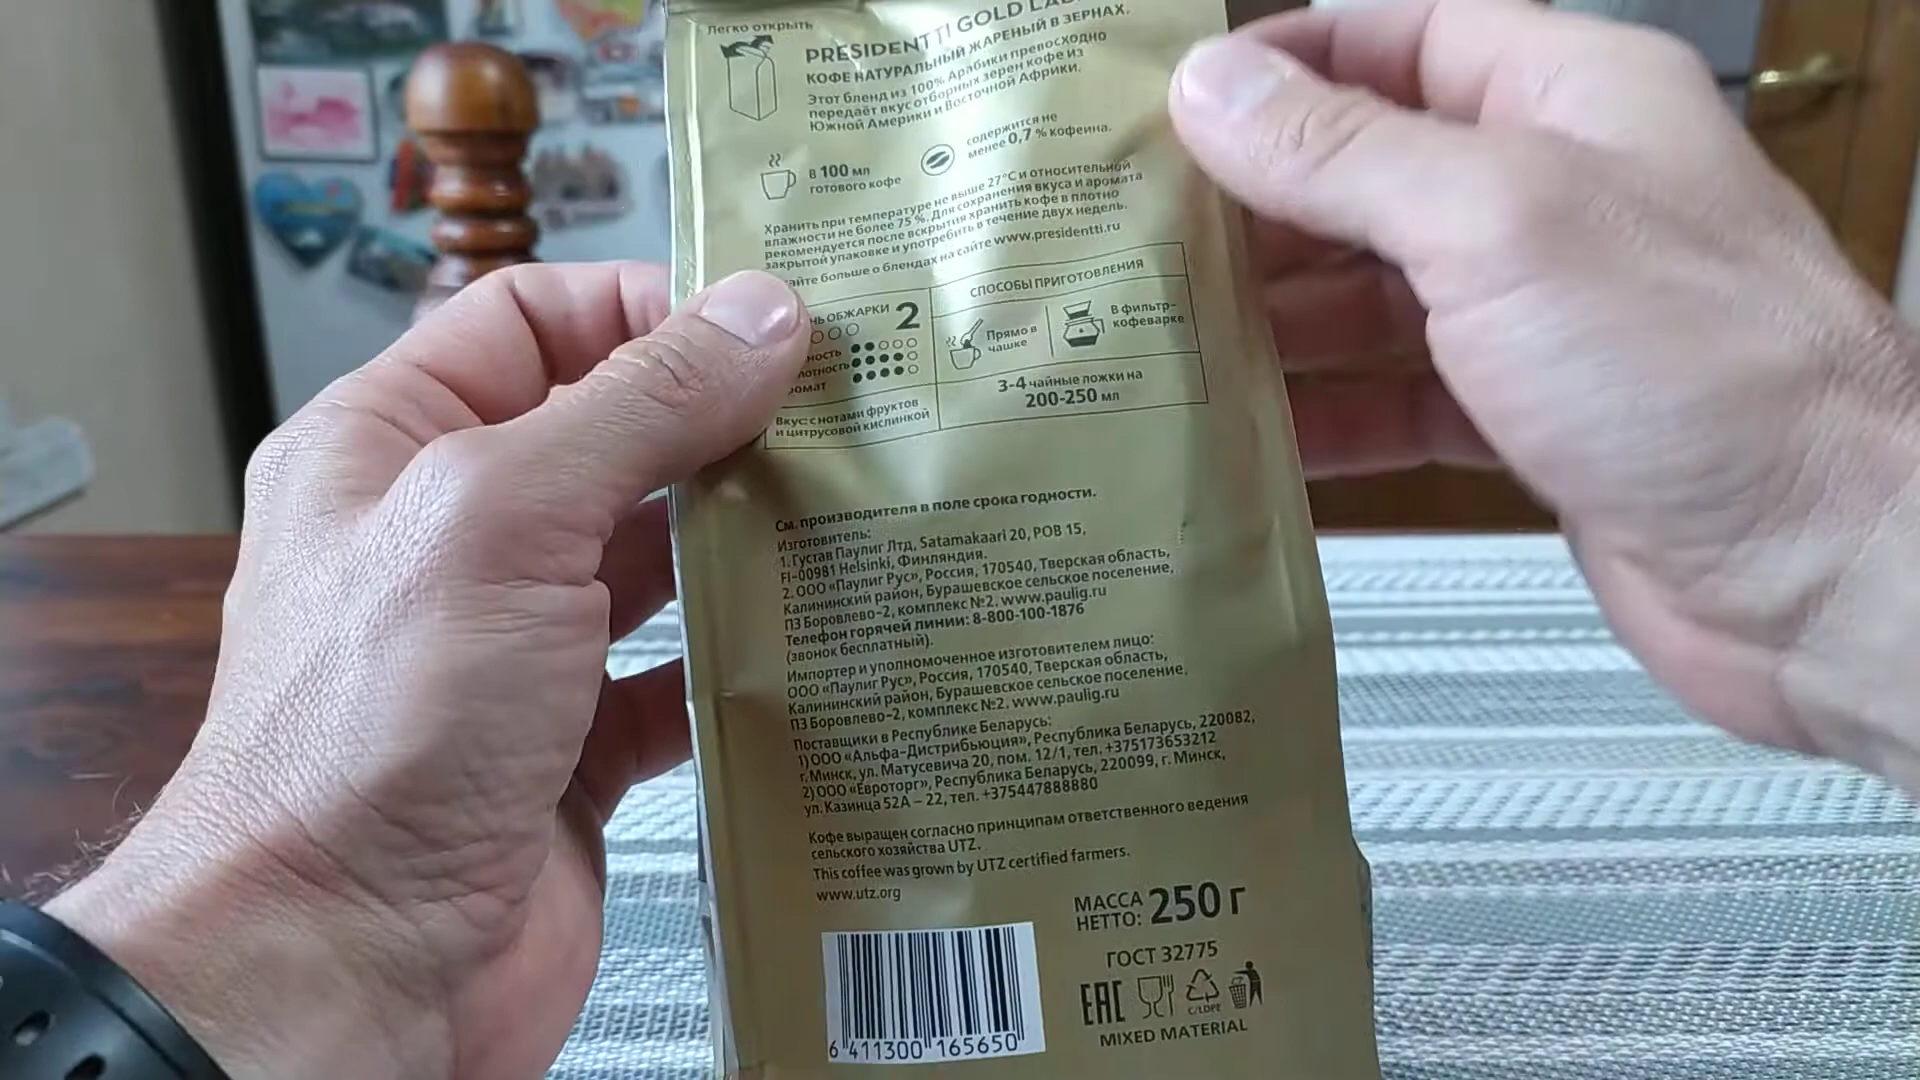 Легко открыть
PRESIDENTTI GOLD
КОФЕ НАТУРАЛЬНЫЙ ЖАРЕНЫЙ В ЗЕРНАХ.
Этот бленд из 100% Арабики превосходно
передаёт вкус отборных зерен кофе из
Южной Америки и Восточной Африки.
В 100 мл
готового кофе
содержится не
менее 0,7 % кофеина.
Хранить при температуре не выше 27°С и относительной
влажности не более 75 %. Для сохранения вкуса и аромата
рекомендуется после вскрытия хранить кофе в плотно
закрытой упаковке и употребить в течение двух недель.
больше о блендах на сайте www.presidentti.ru
ОБЖАРКИ 2
Вкус: с нотами фруктов
и цитрусовой кислинкой
СПОСОБЫ ПРИГОТОВЛЕНИЯ
Прямо в
чашке
В фильтр-
кофеварке
3-4 чайные ложки на
200-250 мл
См. производителя в поле срока годности.
Изготовитель:
1. Густав Паулиг Лтд, Satamakaari 20, POB 15,
FI-00981 Helsinki, Финляндия.
2. ООО «Паулиг Рус», Россия, 170540, Тверская область,
Калининский район, Бурашевское сельское поселение,
ПЗ Боровлево-2, комплекс №2. www.paulig.ru
Телефон горячей линии: 8-800-100-1876
(звонок бесплатный).
Импортер и уполномоченное изготовителем лицо:
ООО «Паулиг Рус», Россия, 170540, Тверская область,
Калининский район, Бурашевское сельское поселение,
ПЗ Боровлево-2, комплекс №2. www.paulig.ru
Поставщики в Республике Беларусь:
1) ООО «Альфа-Дистрибьюция», Республика Беларусь, 220082,
г. Минск, ул. Матусевича 20, пом. 12/1, тел. +375173653212
2) ООО «Евроторг», Республика Беларусь, 220099, г. Минск,
ул. Казинца 52А – 22, тел. +375447888880
Кофе выращен согласно принципам ответственного ведения
сельского хозяйства UTZ.
This coffee was grown by UTZ certified farmers.
www.utz.org
МАССА
НЕТТО: 250 г
ГОСТ 32775
EAC
C/LDPE
MIXED MATERIAL
6 411300 165650